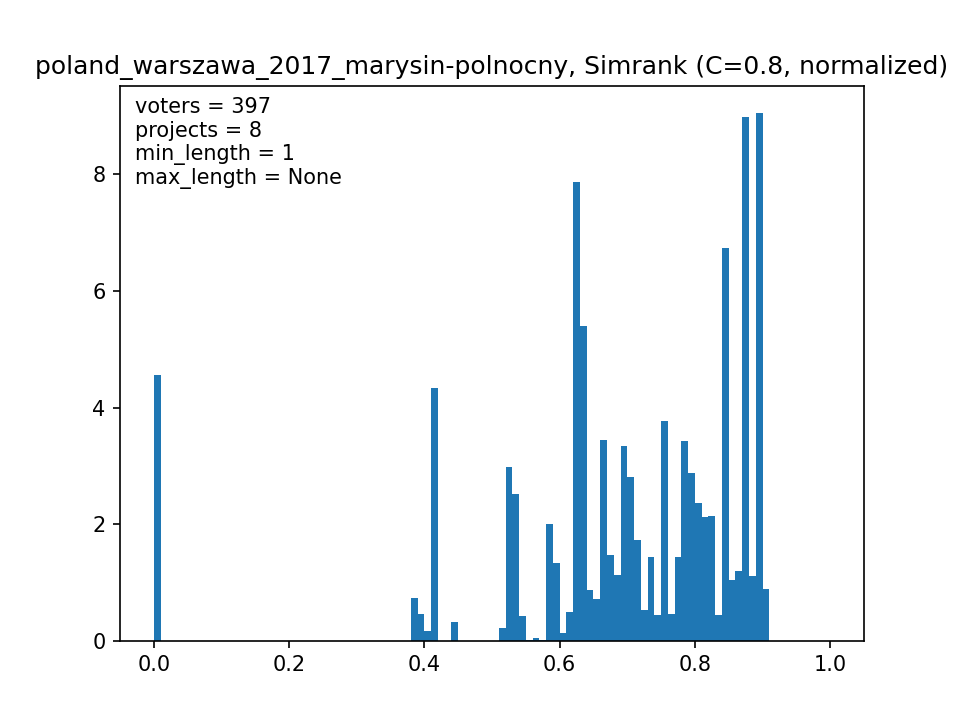 poland_warszawa_2017_marysin-polnocny, Simrank (C=0.8, normalized)
voters = 397
projects = 8
min_length = 1
max_length = None
8
6
4
2
0
0.0 0.2 0.4 0.6 0.8 1.0